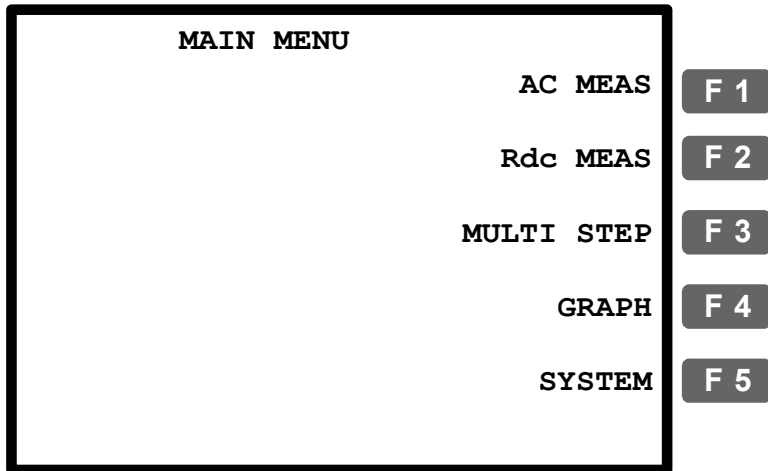 MAIN MENU
AC MEAS F 1
Rdc MEAS F 2
MULTI STEP F 3
GRAPH F 4
SYSTEM F 5